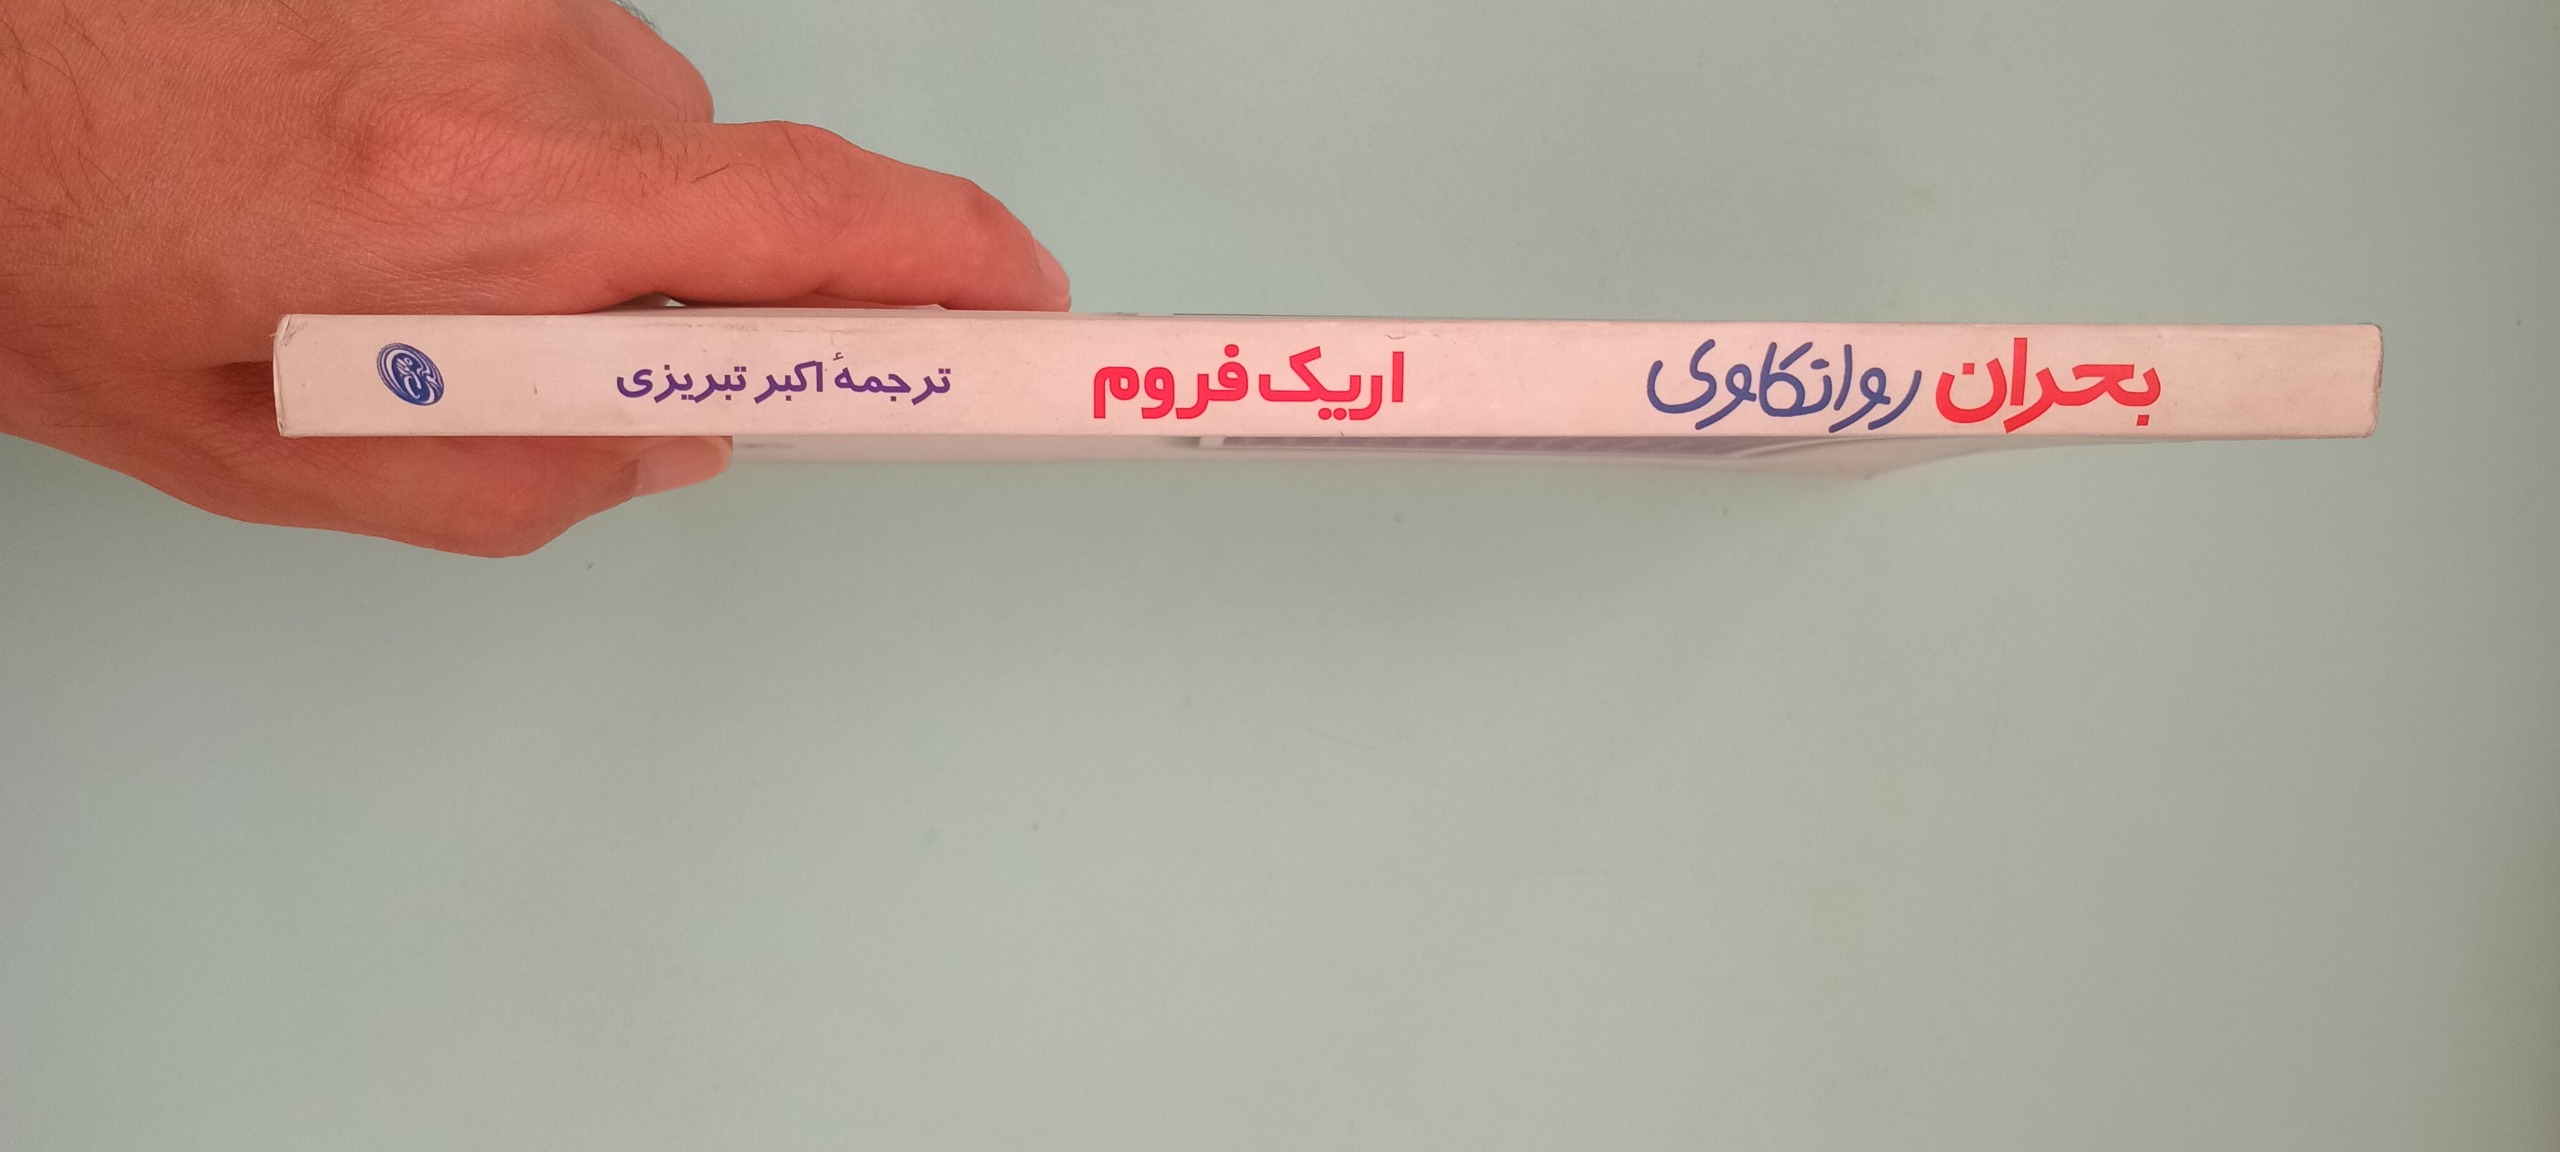 بحران روانکاوی
اریک فروم
ترجمهٔ اکبر تبریزی